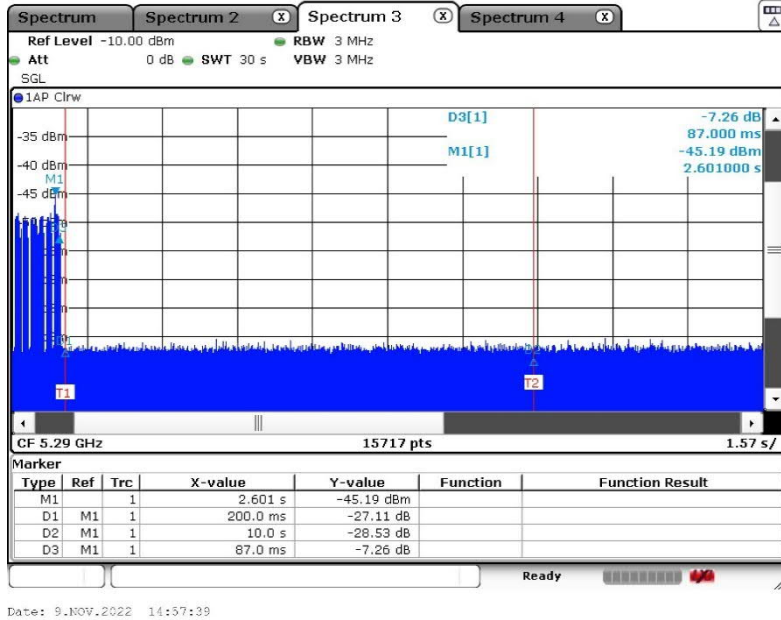 Spectrum Spectrum 2 X Spectrum 3 X Spectrum 4 X
Ref Level -10.00 dBm RBW 3 MHz
Att 0 dB SWT 30 s VBW 3 MHz
SGL
1AP Clrw
D3[1] -7.26 dB
87.000 ms
M1[1] -45.19 dBm
2.601000 s
-35 dBm
-40 dBm
M1
-45 dBm
T1
T2
CF 5.29 GHz 15717 pts 1.57 s/
Marker
Type Ref Trc X-value Y-value Function Function Result
M1 1 2.601 s -45.19 dBm
D1 M1 1 200.0 ms -27.11 dB
D2 M1 1 10.0 s -28.53 dB
D3 M1 1 87.0 ms -7.26 dB
Ready
Date: 9.NOV.2022 14:57:39